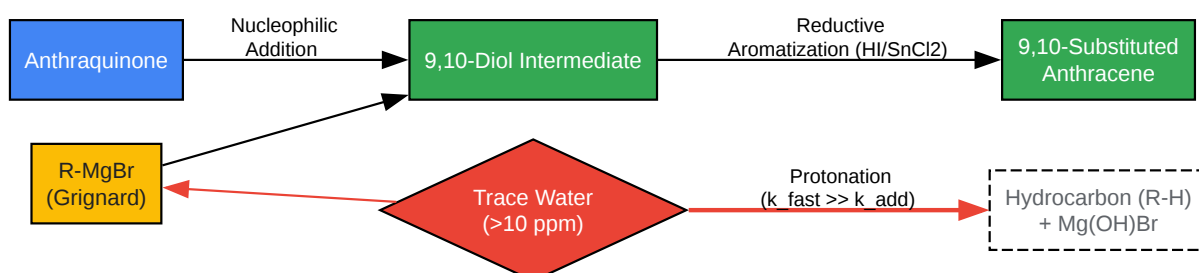 Anthraquinone
Nucleophilic
Addition
9,10-Diol Intermediate
Reductive
Aromatization (HI/SnCl2)
9,10-Substituted
Anthracene
R-MgBr
(Grignard)
Trace Water
(>10 ppm)
Protonation
(k_fast >> k_add)
Hydrocarbon (R-H)
+ Mg(OH)Br